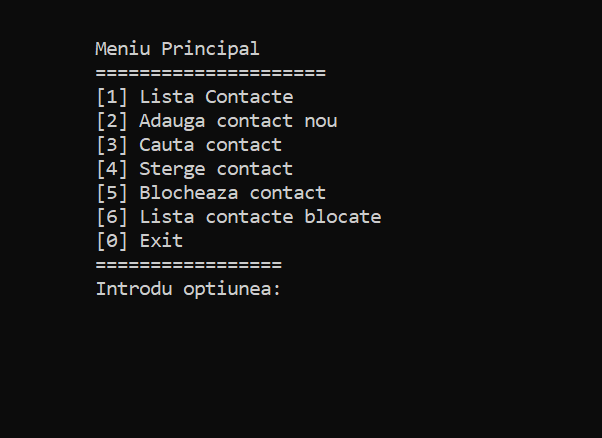 Meniu Principal
=====================
[1] Lista Contacte
[2] Adauga contact nou
[3] Cauta contact
[4] Sterge contact
[5] Blocheaza contact
[6] Lista contacte blocate
[0] Exit
=================
Introdu optiunea: